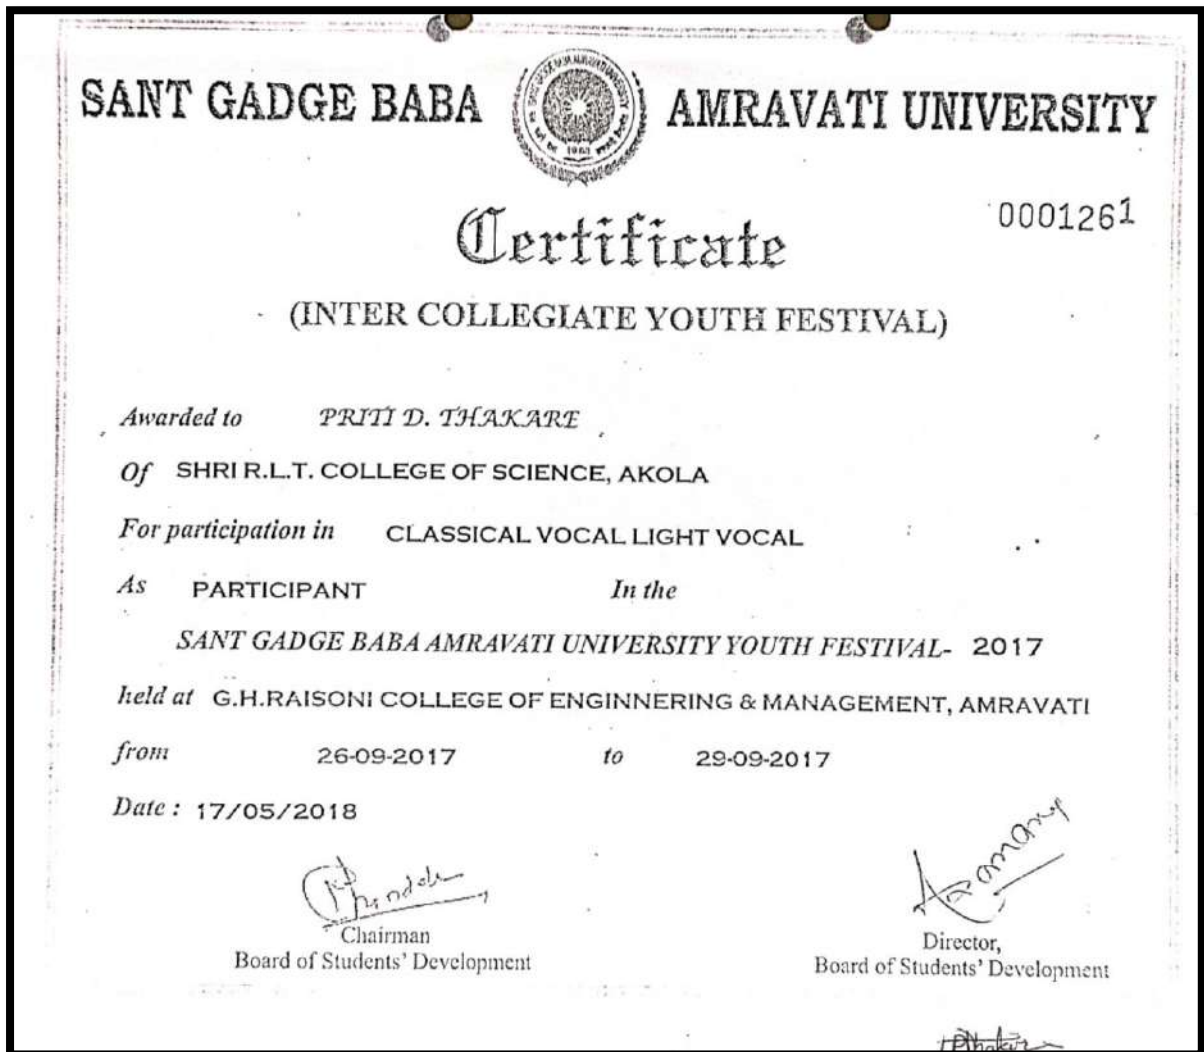 SANT GADGE BABA AMRAVATI UNIVERSITY
1983
0001261
Certificate
(INTER COLLEGIATE YOUTH FESTIVAL)
Awarded to PRITI D. THAKARE
Of SHRI R.L.T. COLLEGE OF SCIENCE, AKOLA
For participation in CLASSICAL VOCAL LIGHT VOCAL
As PARTICIPANT In the
SANT GADGE BABA AMRAVATI UNIVERSITY YOUTH FESTIVAL- 2017
held at G.H.RAISONI COLLEGE OF ENGINNERING & MANAGEMENT, AMRAVATI
from 26-09-2017 to 29-09-2017
Date : 17/05/2018
Chairman
Board of Students' Development
Director,
Board of Students' Development